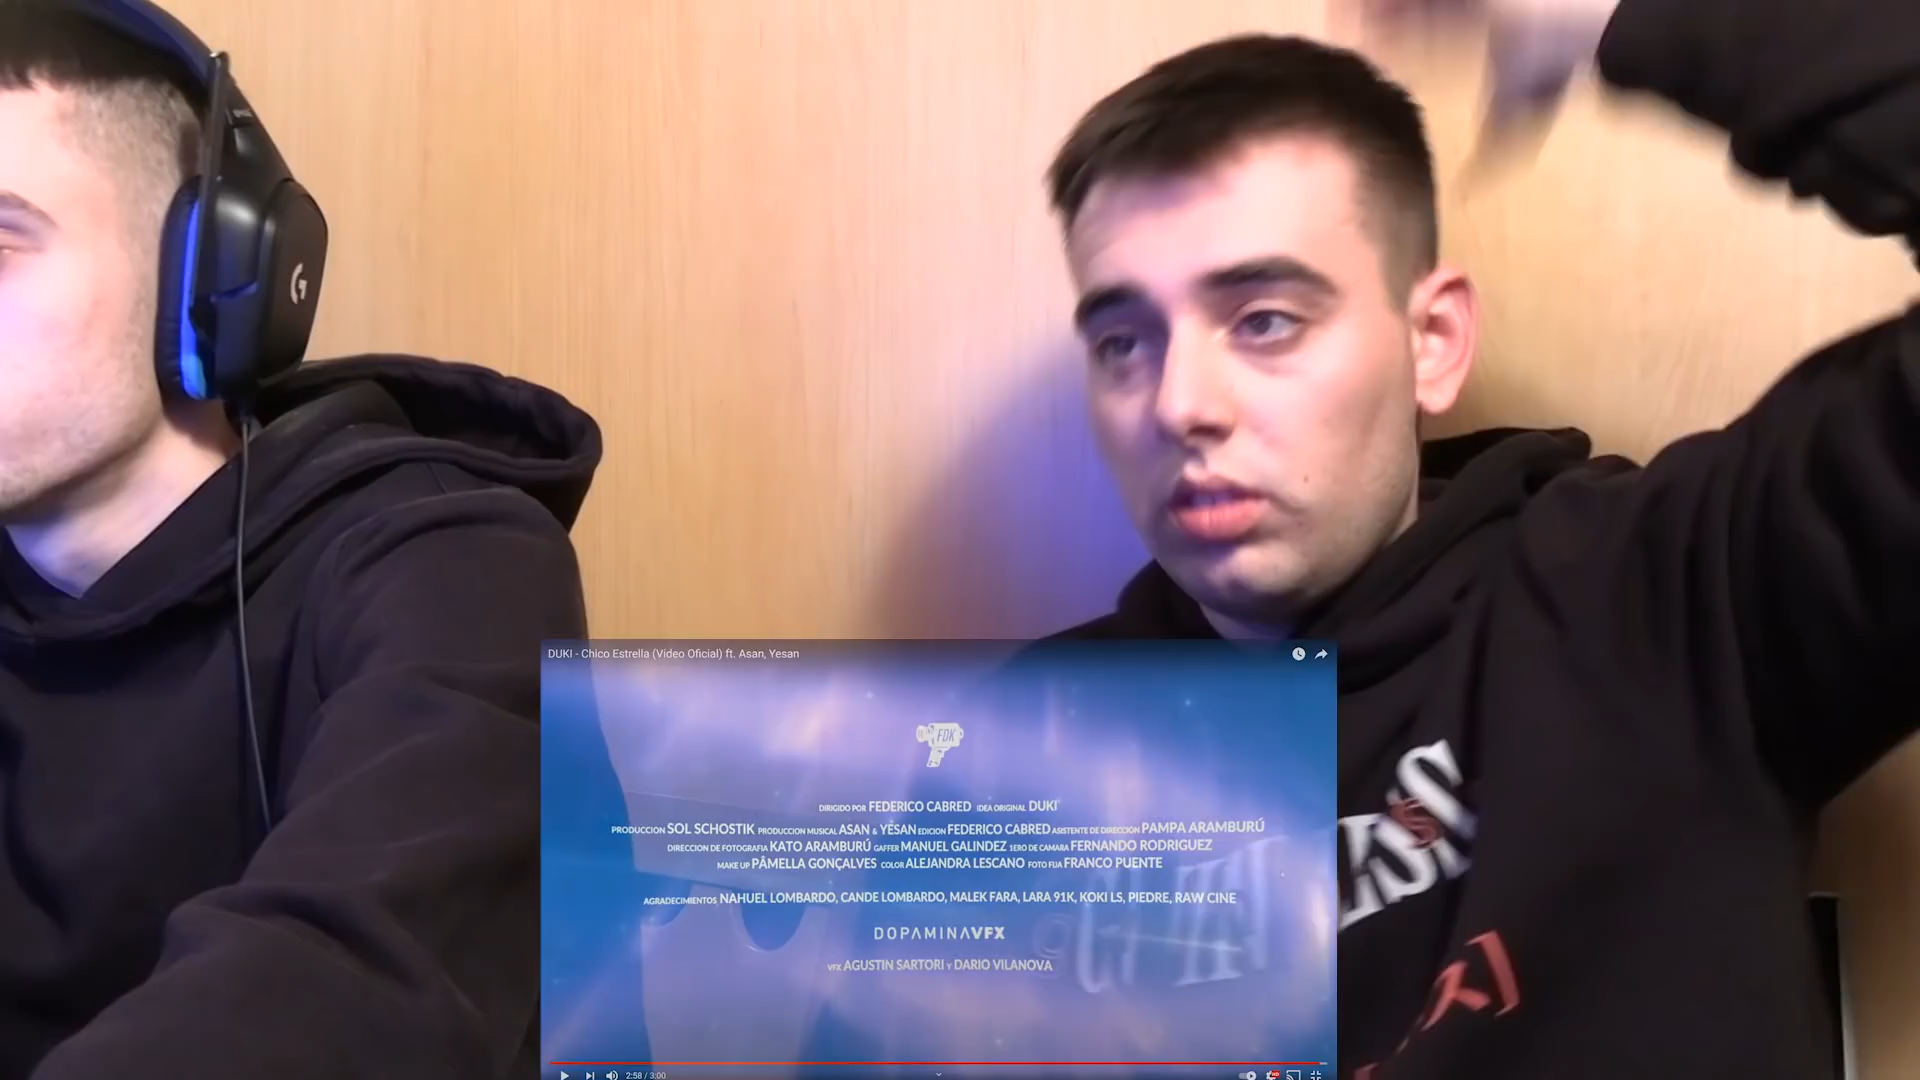 DUKI - Chico Estrella (Video Oficial) ft. Asan, Yesan
FDK
DIRIGIDO POR FEDERICO CABRED IDEA ORIGINAL DUKI
PRODUCCION SOL SCHOSTIK PRODUCCION MUSICAL ASAN & YESAN EDICION FEDERICO CABRED ASISTENTE DE DIRECCION PAMPA ARAMBURÚ
DIRECCION DE FOTOGRAFIA KATO ARAMBURÚ GAFFER MANUEL GALINDEZ 1ERO DE CAMARA FERNANDO RODRIGUEZ
MAKE UP PÂMELLA GONÇALVES COLOR ALEJANDRA LESCANO FOTO FIJA FRANCO PUENTE
AGRADECIMIENTOS NAHUEL LOMBARDO, CANDE LOMBARDO, MALEK FARA, LARA 91K, KOKI LS, PIEDRE, RAW CINE
DOPAMINAVFX
VFX AGUSTIN SARTORI Y DARIO VILANOVA
2:58 / 3:00
HD